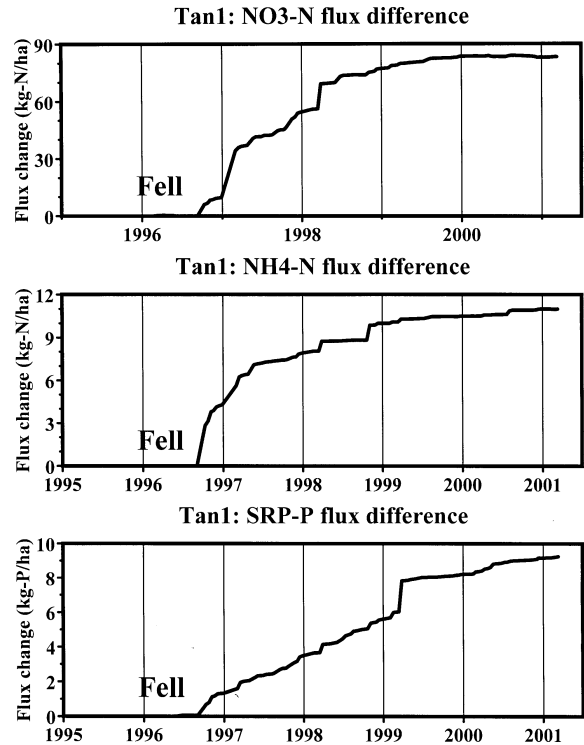 Tan1: NO3-N flux difference
Flux change (kg-N/ha)
90
60
30
0
Fell
1996 1998 2000
Tan1: NH4-N flux difference
Flux change (kg-N/ha)
12
9
6
3
0
Fell
1995 1996 1997 1998 1999 2000 2001
Tan1: SRP-P flux difference
Flux change (kg-P/ha)
10
8
6
4
2
0
Fell
1995 1996 1997 1998 1999 2000 2001